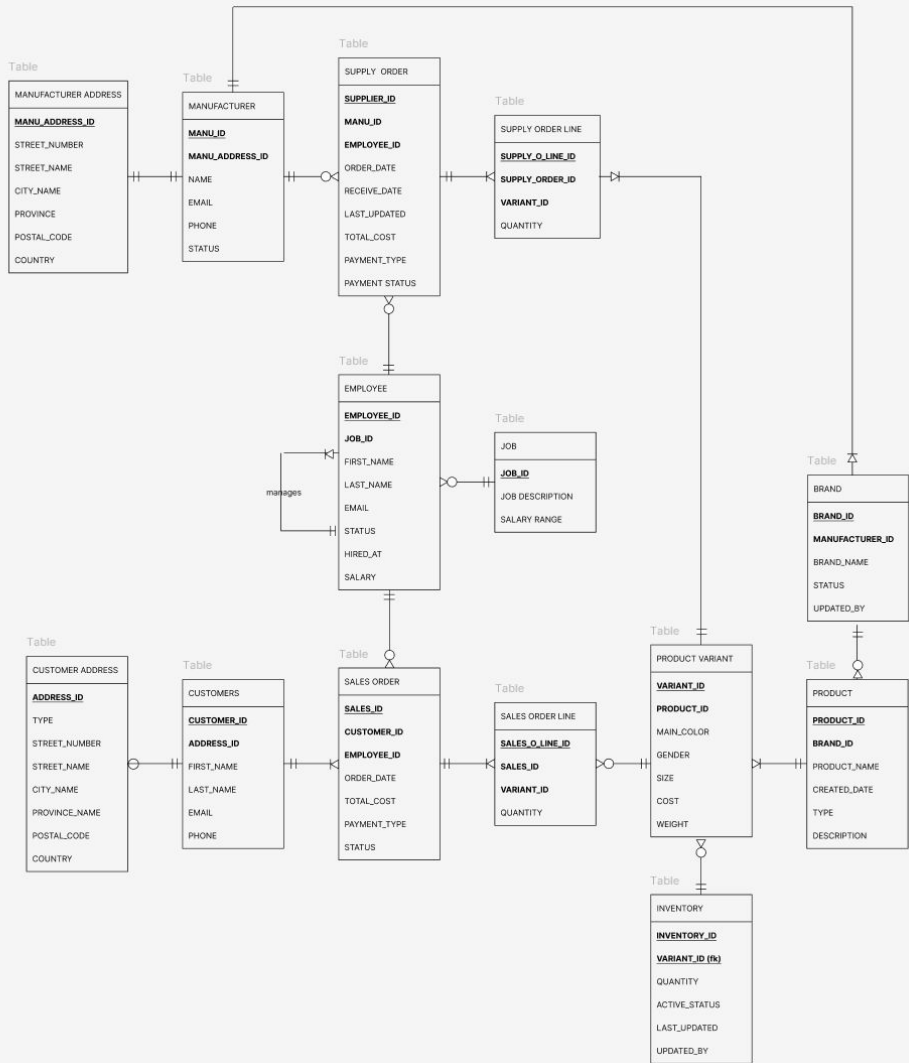 Table
MANUFACTURER ADDRESS
MANU_ADDRESS_ID
STREET_NUMBER
STREET_NAME
CITY_NAME
PROVINCE
POSTAL_CODE
COUNTRY
Table
MANUFACTURER
MANU_ID
MANU_ADDRESS_ID
NAME
EMAIL
PHONE
STATUS
Table
SUPPLY ORDER
SUPPLIER_ID
MANU_ID
EMPLOYEE_ID
ORDER_DATE
RECEIVE_DATE
LAST_UPDATED
TOTAL_COST
PAYMENT_TYPE
PAYMENT STATUS
Table
SUPPLY ORDER LINE
SUPPLY_O_LINE_ID
SUPPLY_ORDER_ID
VARIANT_ID
QUANTITY
Table
EMPLOYEE
EMPLOYEE_ID
JOB_ID
FIRST_NAME
LAST_NAME
EMAIL
STATUS
HIRED_AT
SALARY
manages
Table
JOB
JOB_ID
JOB DESCRIPTION
SALARY RANGE
Table
BRAND
BRAND_ID
MANUFACTURER_ID
BRAND_NAME
STATUS
UPDATED_BY
Table
CUSTOMER ADDRESS
ADDRESS_ID
TYPE
STREET_NUMBER
STREET_NAME
CITY_NAME
PROVINCE_NAME
POSTAL_CODE
COUNTRY
Table
CUSTOMERS
CUSTOMER_ID
ADDRESS_ID
FIRST_NAME
LAST_NAME
EMAIL
PHONE
Table
SALES ORDER
SALES_ID
CUSTOMER_ID
EMPLOYEE_ID
ORDER_DATE
TOTAL_COST
PAYMENT_TYPE
STATUS
Table
SALES ORDER LINE
SALES_O_LINE_ID
SALES_ID
VARIANT_ID
QUANTITY
Table
PRODUCT VARIANT
VARIANT_ID
PRODUCT_ID
MAIN_COLOR
GENDER
SIZE
COST
WEIGHT
Table
PRODUCT
PRODUCT_ID
BRAND_ID
PRODUCT_NAME
CREATED_DATE
TYPE
DESCRIPTION
Table
INVENTORY
INVENTORY_ID
VARIANT_ID (fk)
QUANTITY
ACTIVE_STATUS
LAST_UPDATED
UPDATED_BY